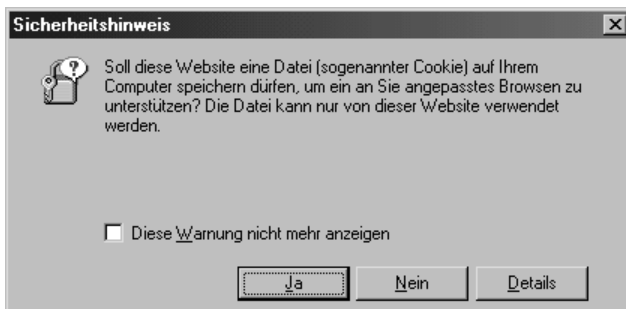 Sicherheitshinweis
Soll diese Website eine Datei (sogenannter Cookie) auf Ihrem
Computer speichern dürfen, um ein an Sie angepasstes Browsen zu
unterstützen? Die Datei kann nur von dieser Website verwendet
werden.
Diese Warnung nicht mehr anzeigen
Ja Nein Details